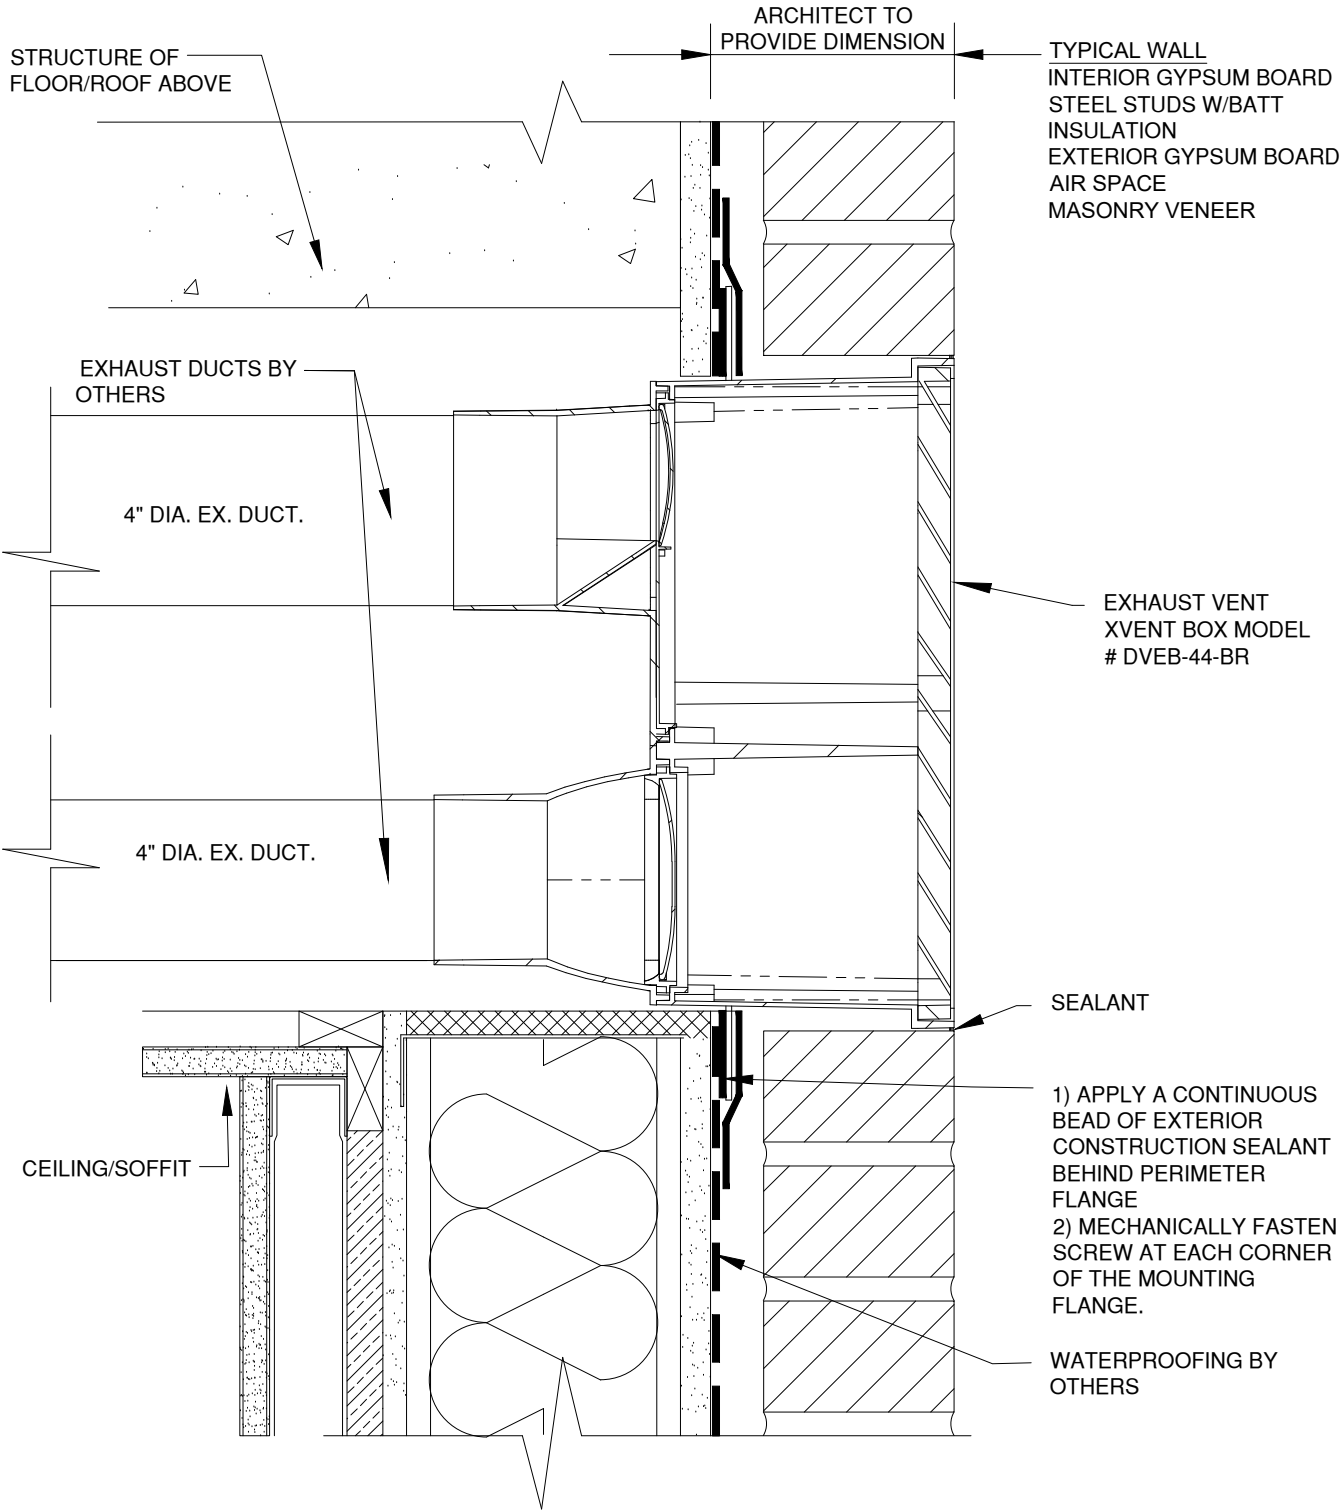 ARCHITECT TO
PROVIDE DIMENSION
STRUCTURE OF
FLOOR/ROOF ABOVE
TYPICAL WALL
INTERIOR GYPSUM BOARD
STEEL STUDS W/BATT
INSULATION
EXTERIOR GYPSUM BOARD
AIR SPACE
MASONRY VENEER
EXHAUST DUCTS BY
OTHERS
4" DIA. EX. DUCT.
EXHAUST VENT
XVENT BOX MODEL
# DVEB-44-BR
4" DIA. EX. DUCT.
SEALANT
1) APPLY A CONTINUOUS
BEAD OF EXTERIOR
CONSTRUCTION SEALANT
BEHIND PERIMETER
FLANGE
2) MECHANICALLY FASTEN
SCREW AT EACH CORNER
OF THE MOUNTING
FLANGE.
CEILING/SOFFIT
WATERPROOFING BY
OTHERS